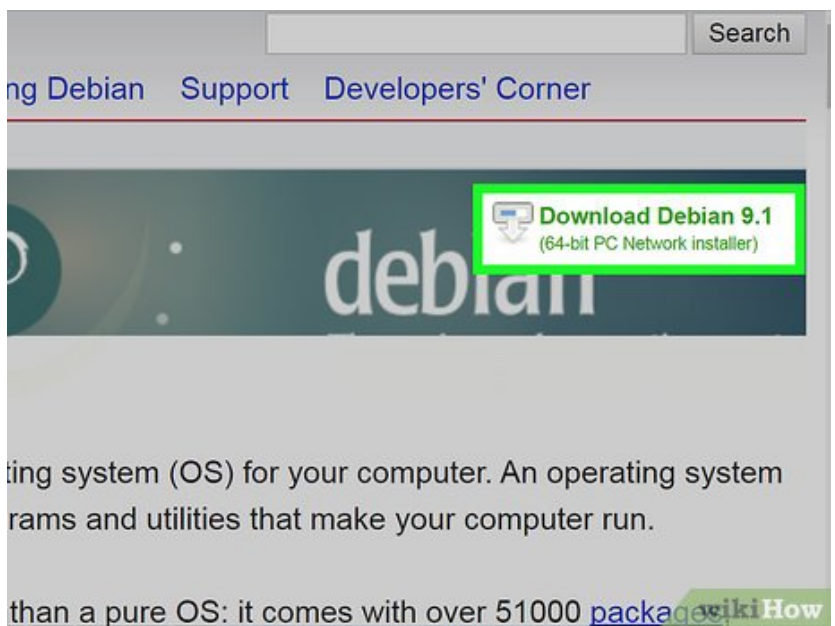 Search
ng Debian Support Developers' Corner
Download Debian 9.1
(64-bit PC Network installer)
debian
ting system (OS) for your computer. An operating system
rams and utilities that make your computer run.
than a pure OS: it comes with over 51000 packages,
wikiHow